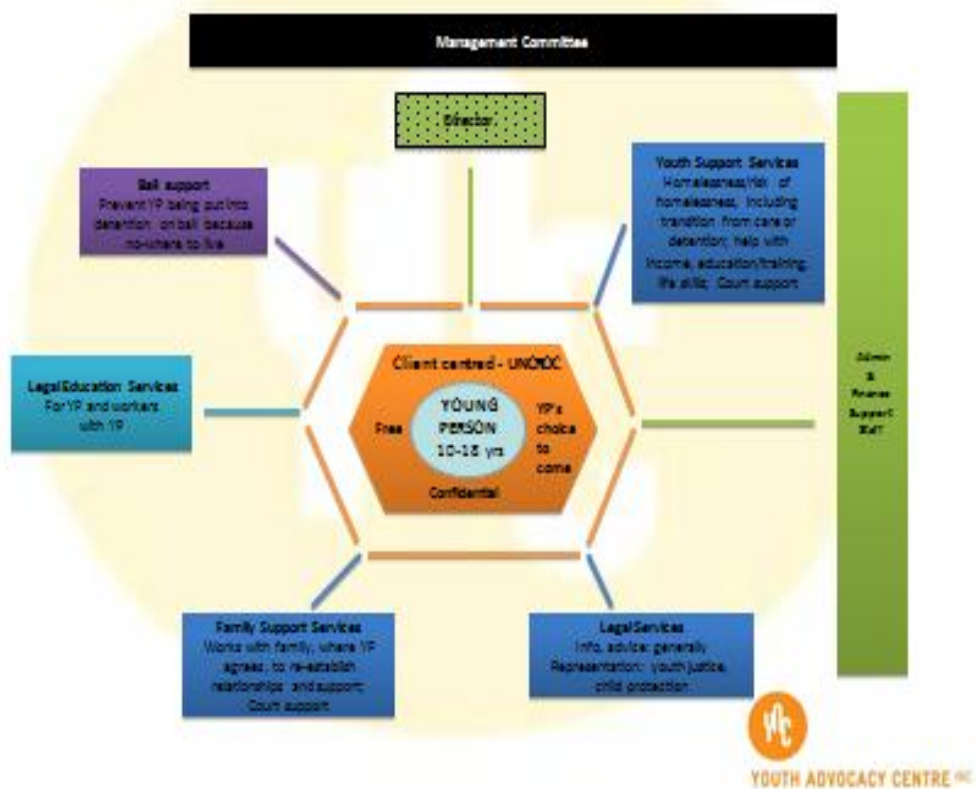 Management Committee
Director
Bail support
Prevent YP being put into
detention on bail because
no-where to live
Youth Support Services
Homelessness/risk of
homelessness, including
transition from care or
detention; help with
income, education/training,
life skills; Court support
Legal Education Services
For YP and workers
with YP
Client centred - UNCROC
YOUNG
PERSON
10-18 yrs
Free
YP's
choice
to
come
Confidential
Admin
&
Finance
Support
Staff
Family Support Services
Works with family, where YP
agrees, to re-establish
relationships and support;
Court support
Legal Services
Info, advice: generally
Representation: youth justice,
child protection
yac
YOUTH ADVOCACY CENTRE INC